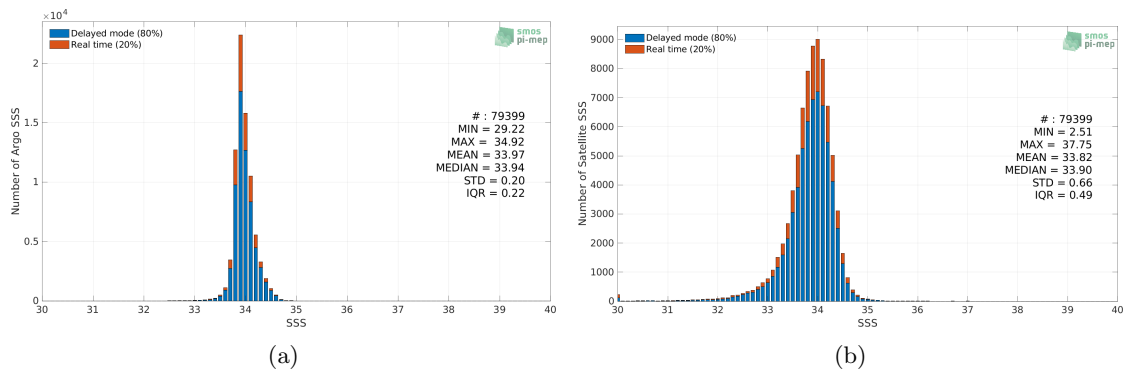 ×10⁴
Delayed mode (80%)
Real time (20%)
smos
pi-mep
2
1.5
1
0.5
0
Number of Argo SSS
# : 79399
MIN = 29.22
MAX = 34.92
MEAN = 33.97
MEDIAN = 33.94
STD = 0.20
IQR = 0.22
30 31 32 33 34 35 36 37 38 39 40
SSS
(a)
Delayed mode (80%)
Real time (20%)
smos
pi-mep
9000
8000
7000
6000
5000
4000
3000
2000
1000
0
Number of Satellite SSS
# : 79399
MIN = 2.51
MAX = 37.75
MEAN = 33.82
MEDIAN = 33.90
STD = 0.66
IQR = 0.49
30 31 32 33 34 35 36 37 38 39 40
SSS
(b)